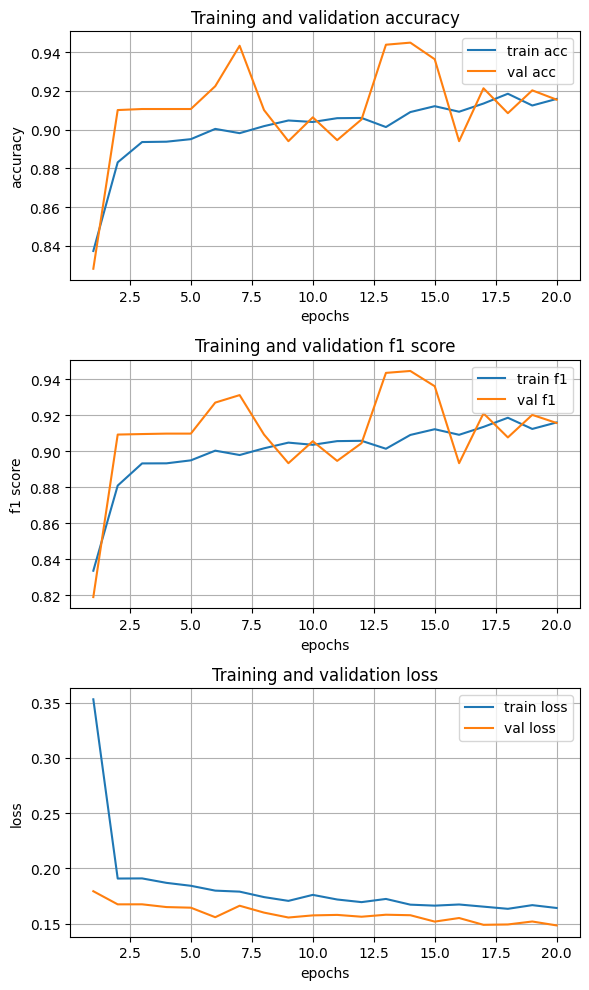 Training and validation accuracy
train acc
val acc
accuracy
0.94
0.92
0.90
0.88
0.86
0.84
2.5 5.0 7.5 10.0 12.5 15.0 17.5 20.0
epochs
Training and validation f1 score
train f1
val f1
f1 score
0.94
0.92
0.90
0.88
0.86
0.84
0.82
2.5 5.0 7.5 10.0 12.5 15.0 17.5 20.0
epochs
Training and validation loss
train loss
val loss
loss
0.35
0.30
0.25
0.20
0.15
2.5 5.0 7.5 10.0 12.5 15.0 17.5 20.0
epochs